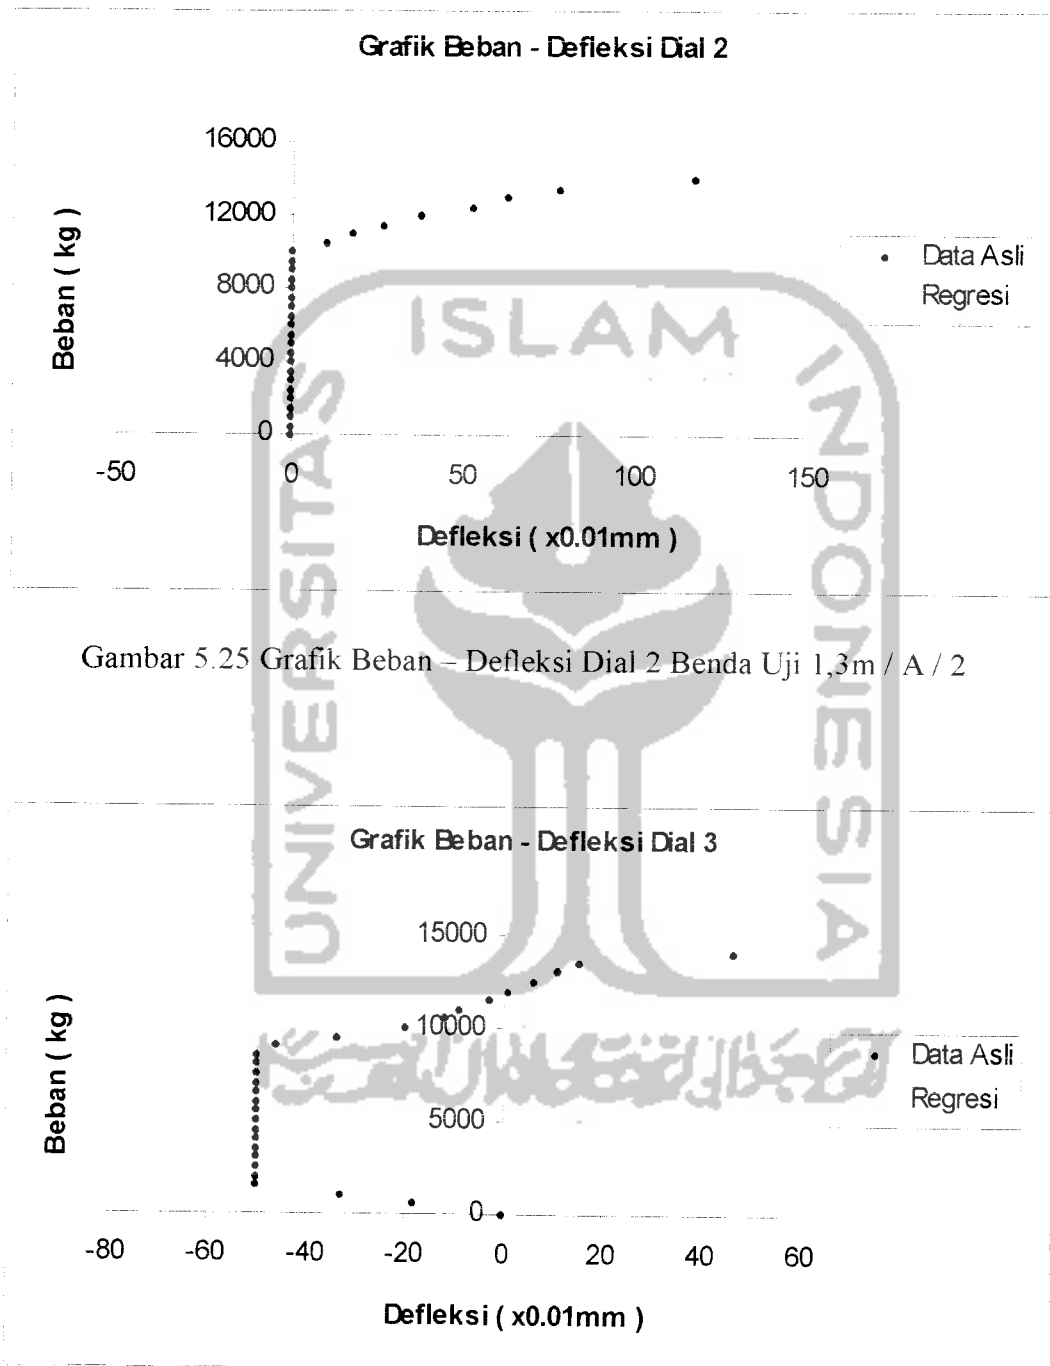 Grafik Beban - Defleksi Dial 2
16000
12000
8000
4000
0
-50 0 50 100 150
Beban ( kg )
Defleksi ( x0.01mm )
Data Asli
Regresi
Gambar 5.25 Grafik Beban – Defleksi Dial 2 Benda Uji 1,3m / A / 2
UNIVERSITAS
ISLAM
INDONESIA
Grafik Beban - Defleksi Dial 3
15000
10000
5000
0
-80 -60 -40 -20 0 20 40 60
Beban ( kg )
Defleksi ( x0.01mm )
Data Asli
Regresi